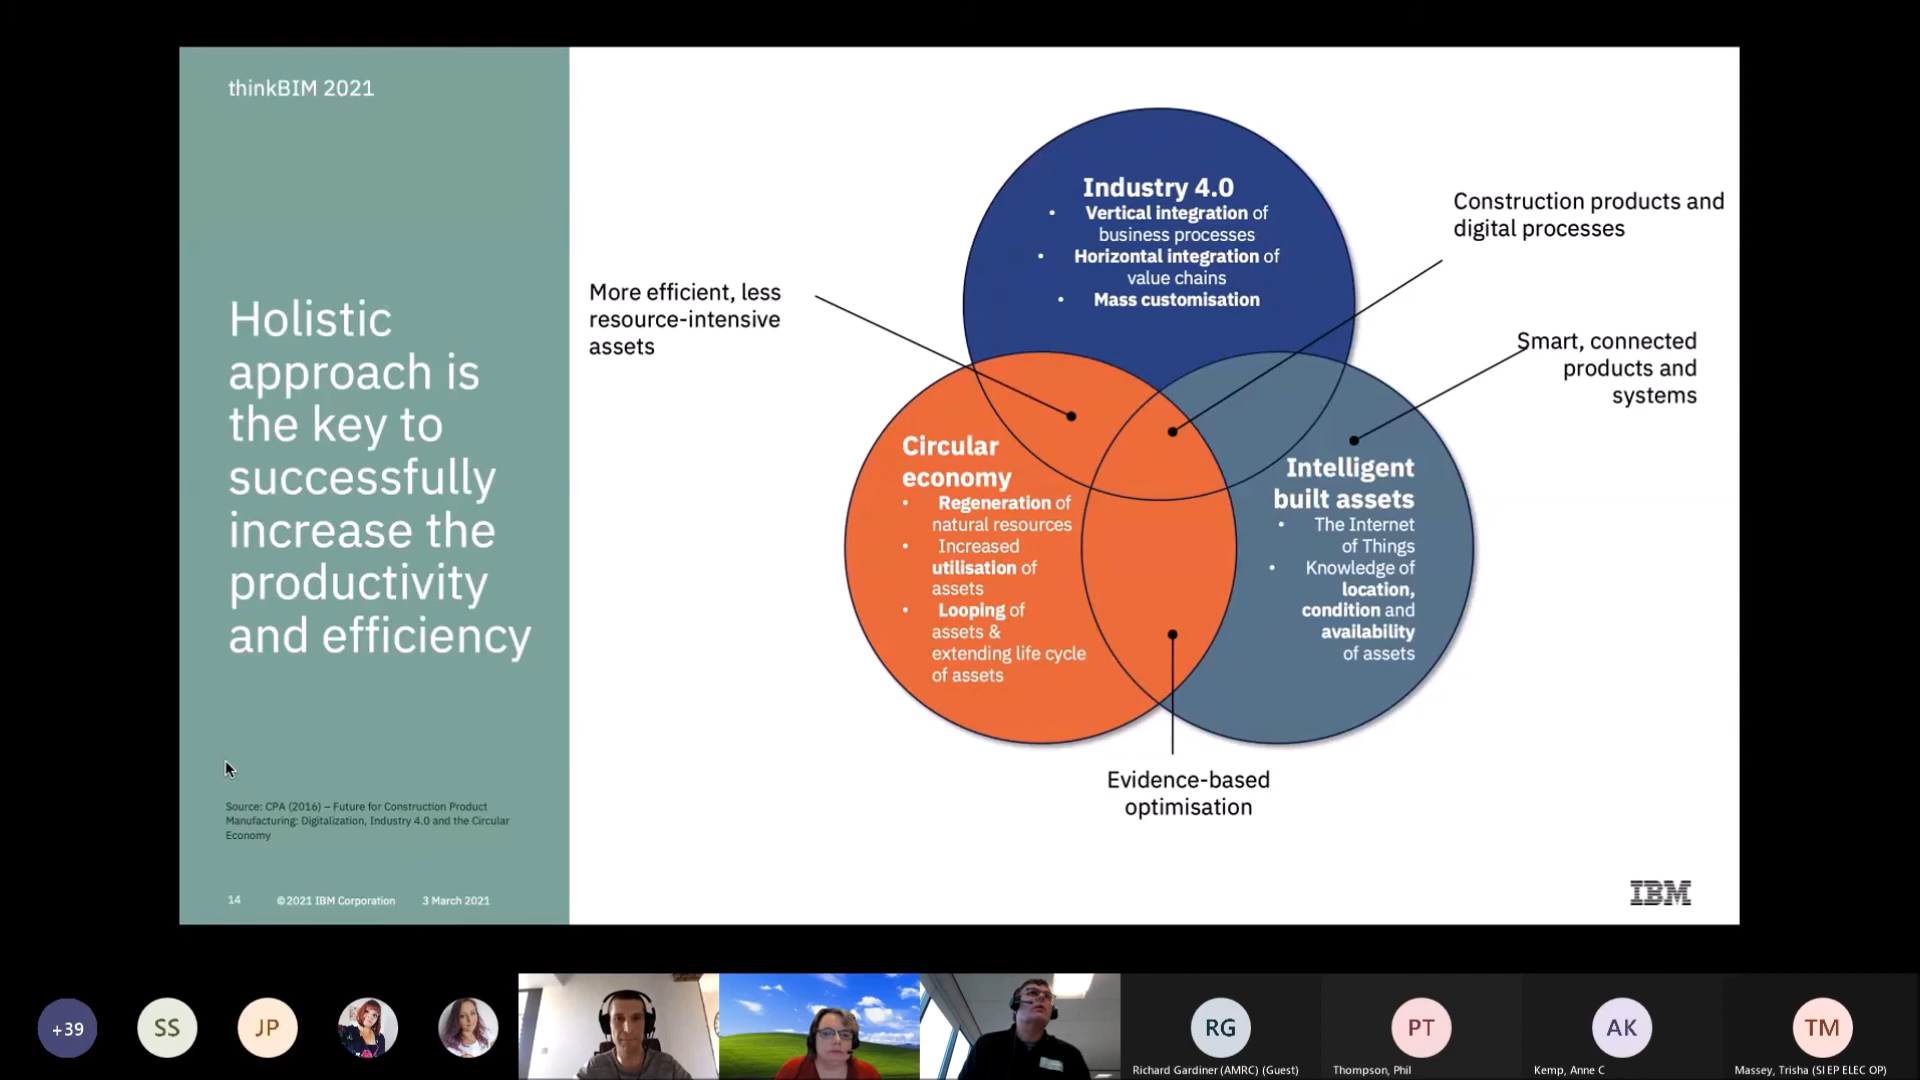 thinkBIM 2021
Holistic
approach is
the key to
successfully
increase the
productivity
and efficiency
Source: CPA (2016) – Future for Construction Product
Manufacturing: Digitalization, Industry 4.0 and the Circular
Economy
14 ©2021 IBM Corporation 3 March 2021
More efficient, less
resource-intensive
assets
Industry 4.0
• Vertical integration of
business processes
• Horizontal integration of
value chains
• Mass customisation
Construction products and
digital processes
Smart, connected
products and
systems
Circular
economy
• Regeneration of
natural resources
• Increased
utilisation of
assets
• Looping of
assets &
extending life cycle
of assets
Intelligent
built assets
• The Internet
of Things
• Knowledge of
location,
condition and
availability
of assets
Evidence-based
optimisation
IBM
+39
SS
JP
RG
PT
AK
TM
Richard Gardiner (AMRC) (Guest)
Thompson, Phil
Kemp, Anne C
Massey, Trisha (SI EP ELEC OP)